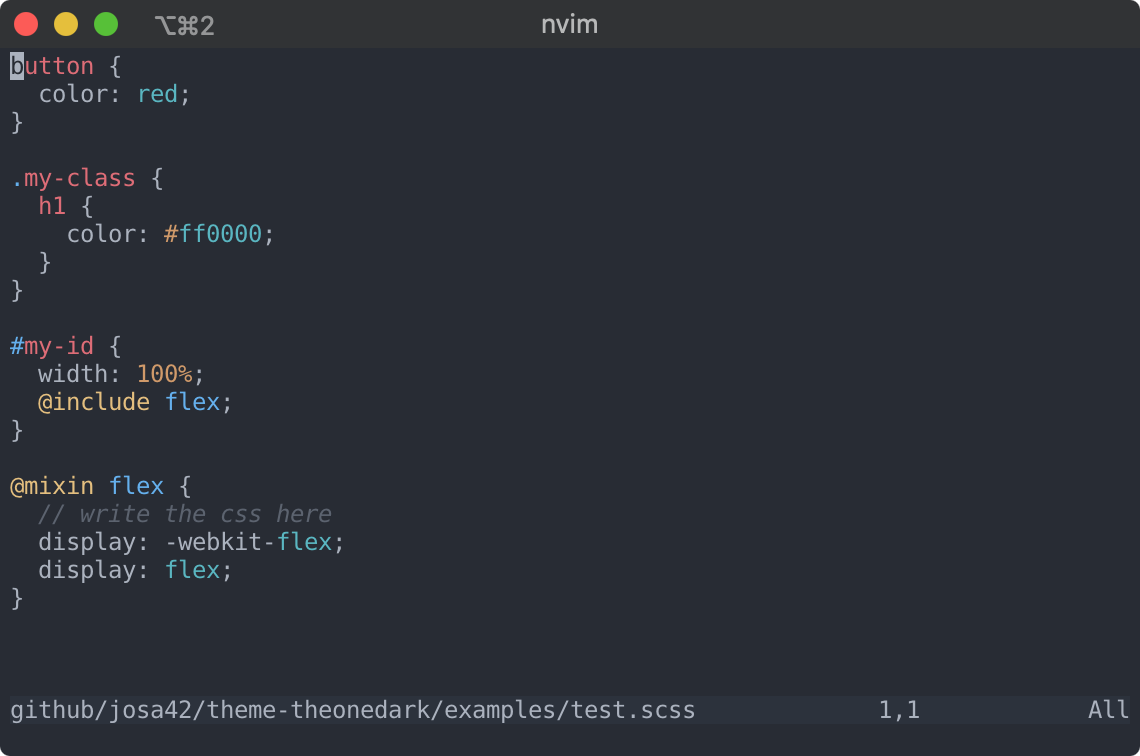 ⌥⌘2 nvim
button {
  color: red;
}

.my-class {
  h1 {
    color: #ff0000;
  }
}

#my-id {
  width: 100%;
  @include flex;
}

@mixin flex {
  // write the css here
  display: -webkit-flex;
  display: flex;
}

github/josa42/theme-theonedark/examples/test.scss 1,1 All